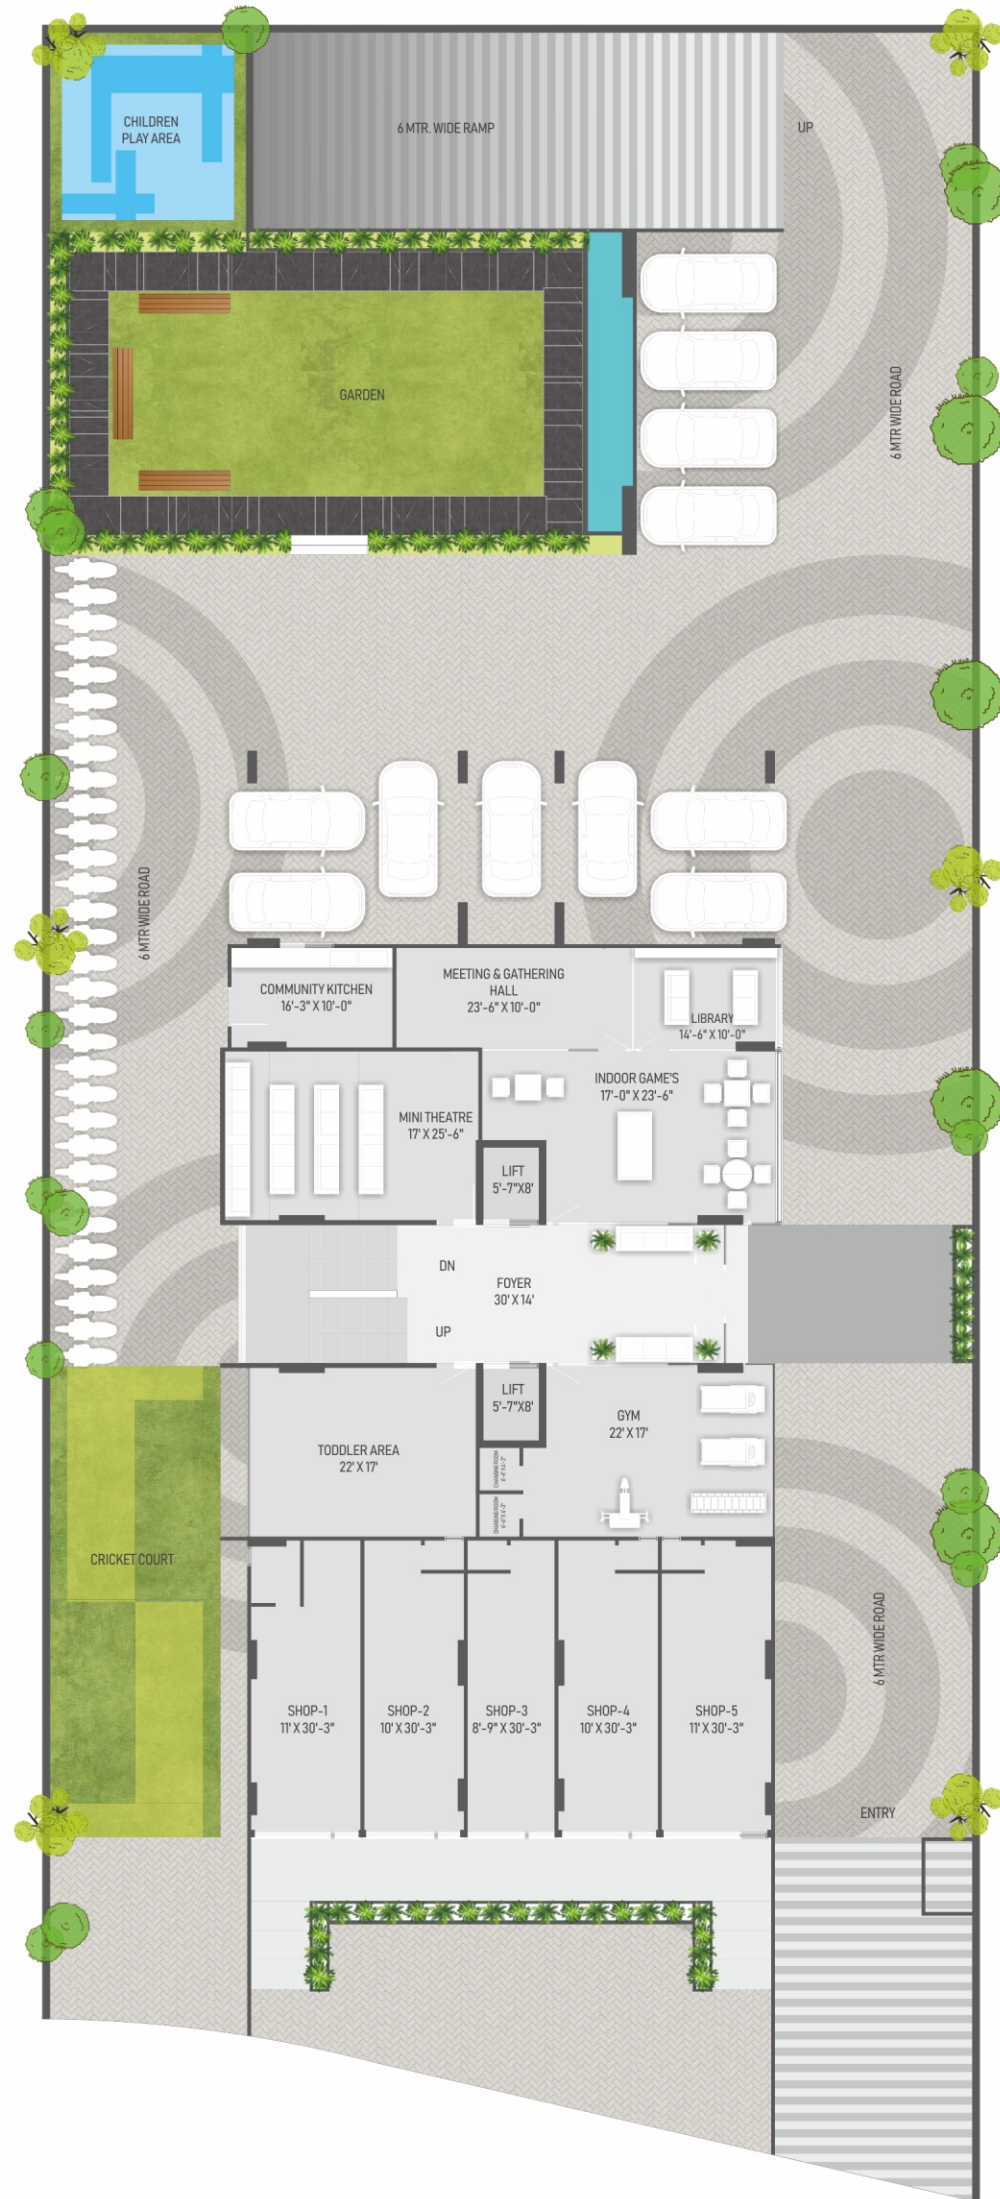 CHILDREN
PLAY AREA
6 MTR. WIDE RAMP
UP
GARDEN
6 MTR WIDE ROAD
6 MTR WIDE ROAD
COMMUNITY KITCHEN
16'-3" X 10'-0"
MEETING & GATHERING
HALL
23'-6" X 10'-0"
LIBRARY
14'-6" X 10'-0"
INDOOR GAME'S
17'-0" X 23'-6"
MINI THEATRE
17' X 25'-6"
LIFT
5'-7"X8'
DN
FOYER
30' X 14'
UP
LIFT
5'-7"X8'
GYM
22' X 17'
TODDLER AREA
22' X 17'
CHANGING ROOM
CHANGING ROOM
CRICKET COURT
6 MTR WIDE ROAD
SHOP-1
11' X 30'-3"
SHOP-2
10' X 30'-3"
SHOP-3
8'-9" X 30'-3"
SHOP-4
10' X 30'-3"
SHOP-5
11' X 30'-3"
ENTRY